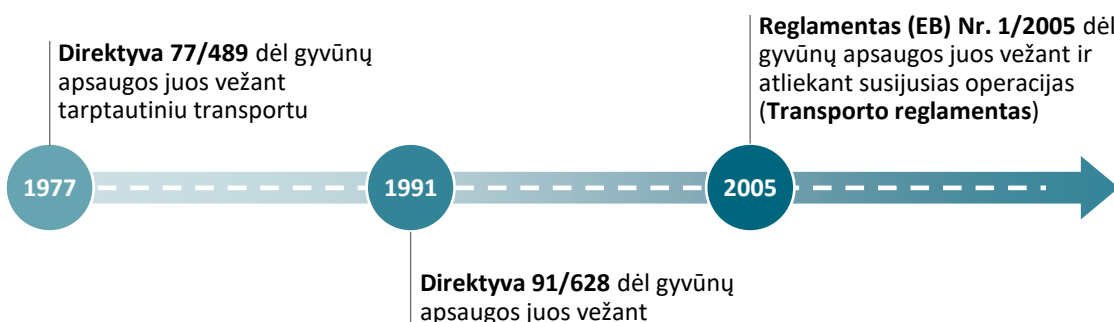 Direktyva 77/489 dėl gyvūnų
apsaugos juos vežant
tarptautiniu transportu
Reglamentas (EB) Nr. 1/2005 dėl
gyvūnų apsaugos juos vežant ir
atliekant susijusias operacijas
(Transporto reglamentas)
1977
1991
2005
Direktyva 91/628 dėl gyvūnų
apsaugos juos vežant